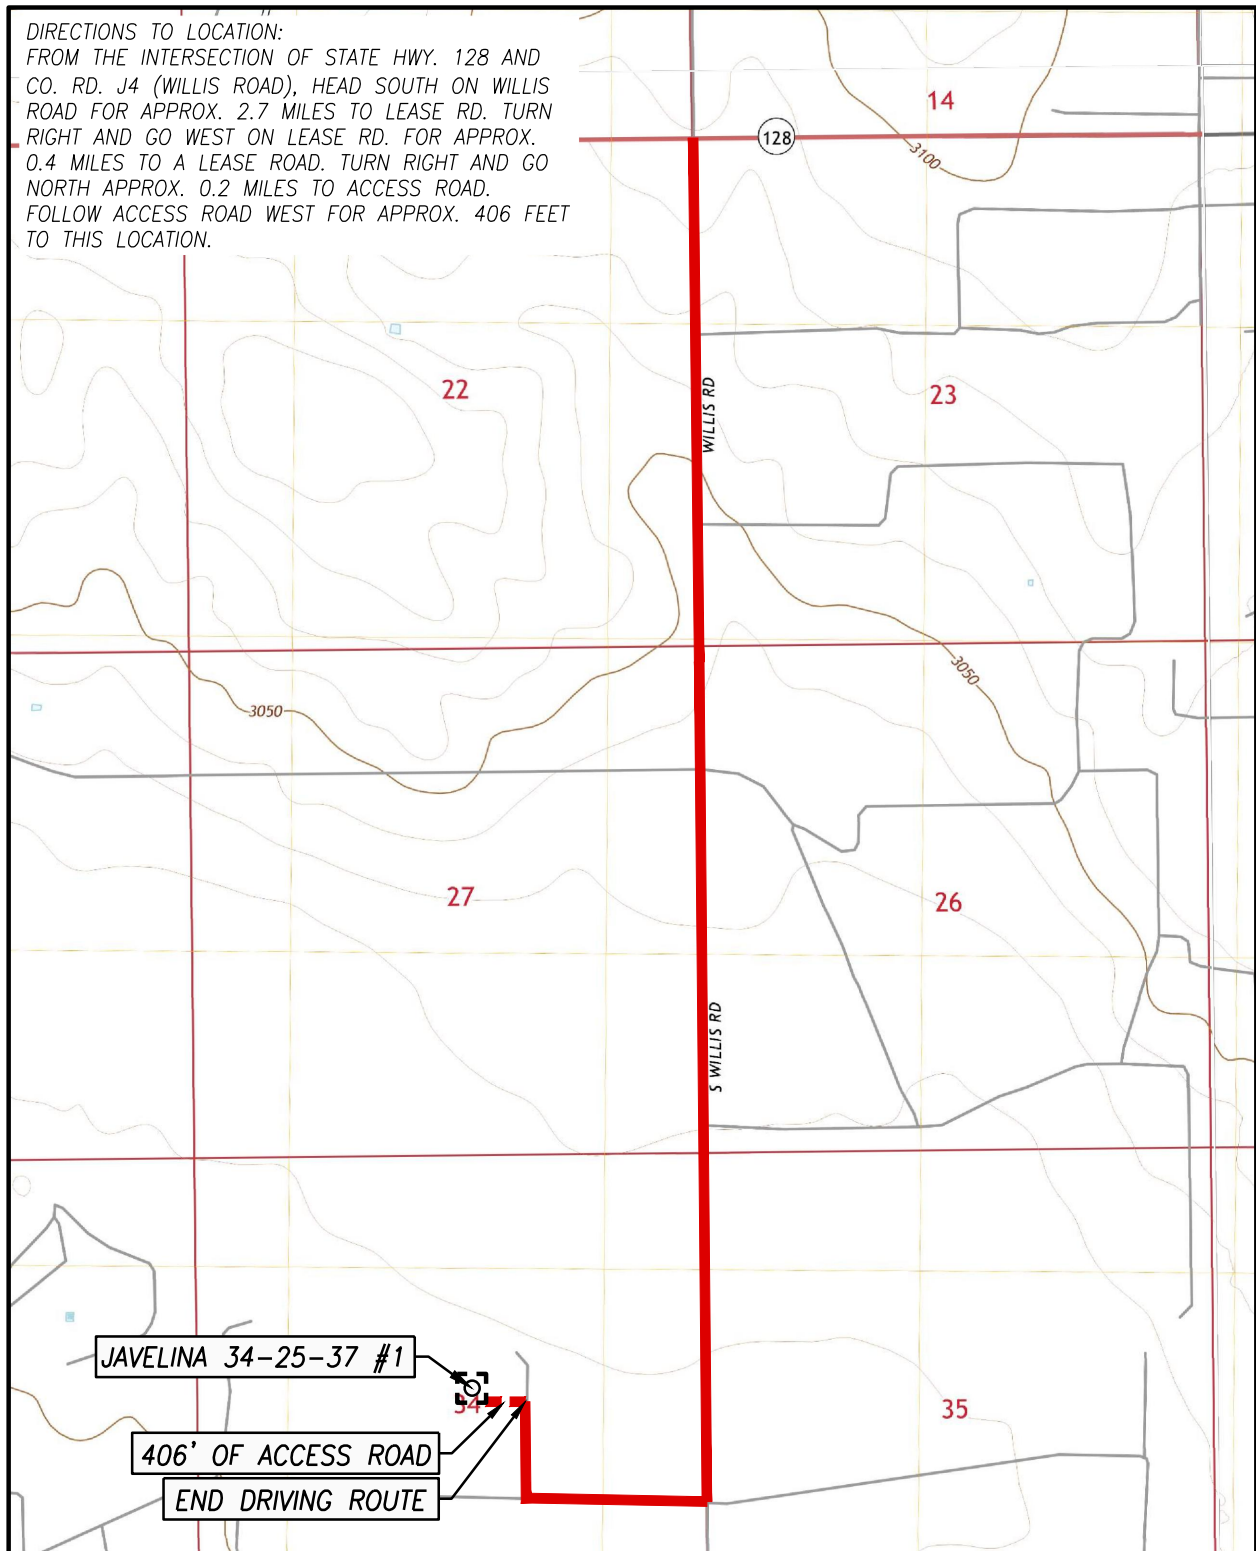 DIRECTIONS TO LOCATION:
FROM THE INTERSECTION OF STATE HWY. 128 AND
CO. RD. J4 (WILLIS ROAD), HEAD SOUTH ON WILLIS
ROAD FOR APPROX. 2.7 MILES TO LEASE RD. TURN
RIGHT AND GO WEST ON LEASE RD. FOR APPROX.
0.4 MILES TO A LEASE ROAD. TURN RIGHT AND GO
NORTH APPROX. 0.2 MILES TO ACCESS ROAD.
FOLLOW ACCESS ROAD WEST FOR APPROX. 406 FEET
TO THIS LOCATION.
14
128
3100
22
WILLIS RD
23
3050
3050
27
26
S WILLIS RD
JAVELINA 34-25-37 #1
34
35
406' OF ACCESS ROAD
END DRIVING ROUTE